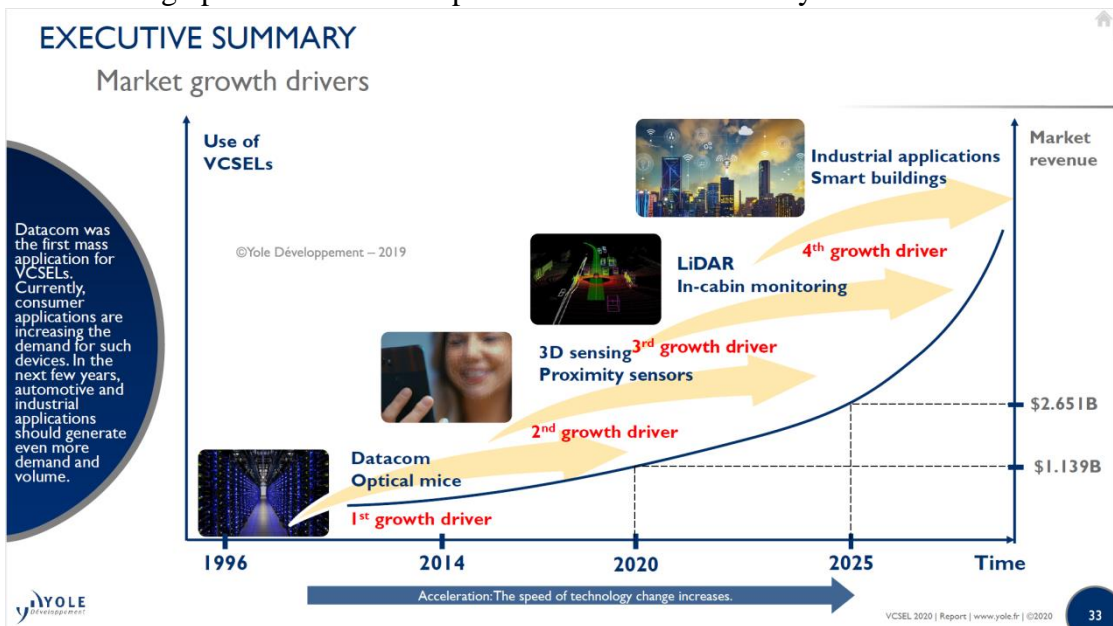 EXECUTIVE SUMMARY
Market growth drivers
Datacom was
the first mass
application for
VCSELs.
Currently,
consumer
applications are
increasing the
demand for such
devices. In the
next few years,
automotive and
industrial
applications
should generate
even more
demand and
volume.
Use of
VCSELs
©Yole Développement – 2019
Market
revenue
Industrial applications
Smart buildings
4th growth driver
LiDAR
In-cabin monitoring
3rd growth driver
3D sensing
Proximity sensors
2nd growth driver
Datacom
Optical mice
1st growth driver
$2.651B
$1.139B
1996 2014 2020 2025 Time
Acceleration: The speed of technology change increases.
YOLE
Développement
VCSEL 2020 | Report | www.yole.fr | ©2020
33